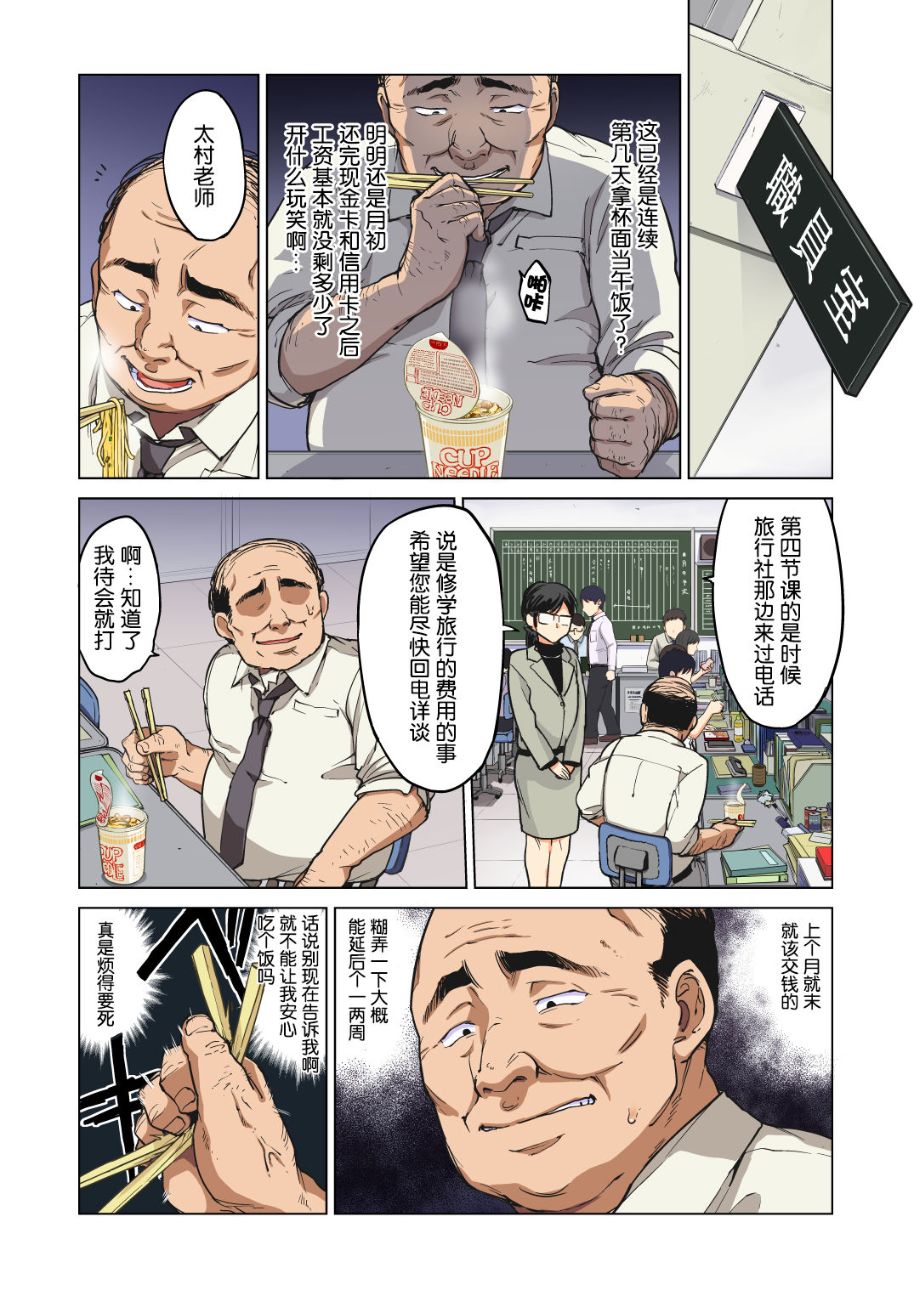 職員室
这已经是连续
第几天拿杯面当午饭了?
啪咔
明明还是月初
还完现金卡和信用卡之后
工资基本就没剩多少了
开什么玩笑啊…
CUP
NOODLE
CUP
NOODLE
太村老师
第四节课的是时候
旅行社那边来过电话
说是修学旅行的费用的事
希望您能尽快回电详谈
啊…知道了
我待会就打
CUP
NOODLE
上个月就末
就该交钱的
糊弄一下大概
能延后个一两周
话说别现在告诉我啊
就不能让我安心
吃个饭吗
真是烦得要死